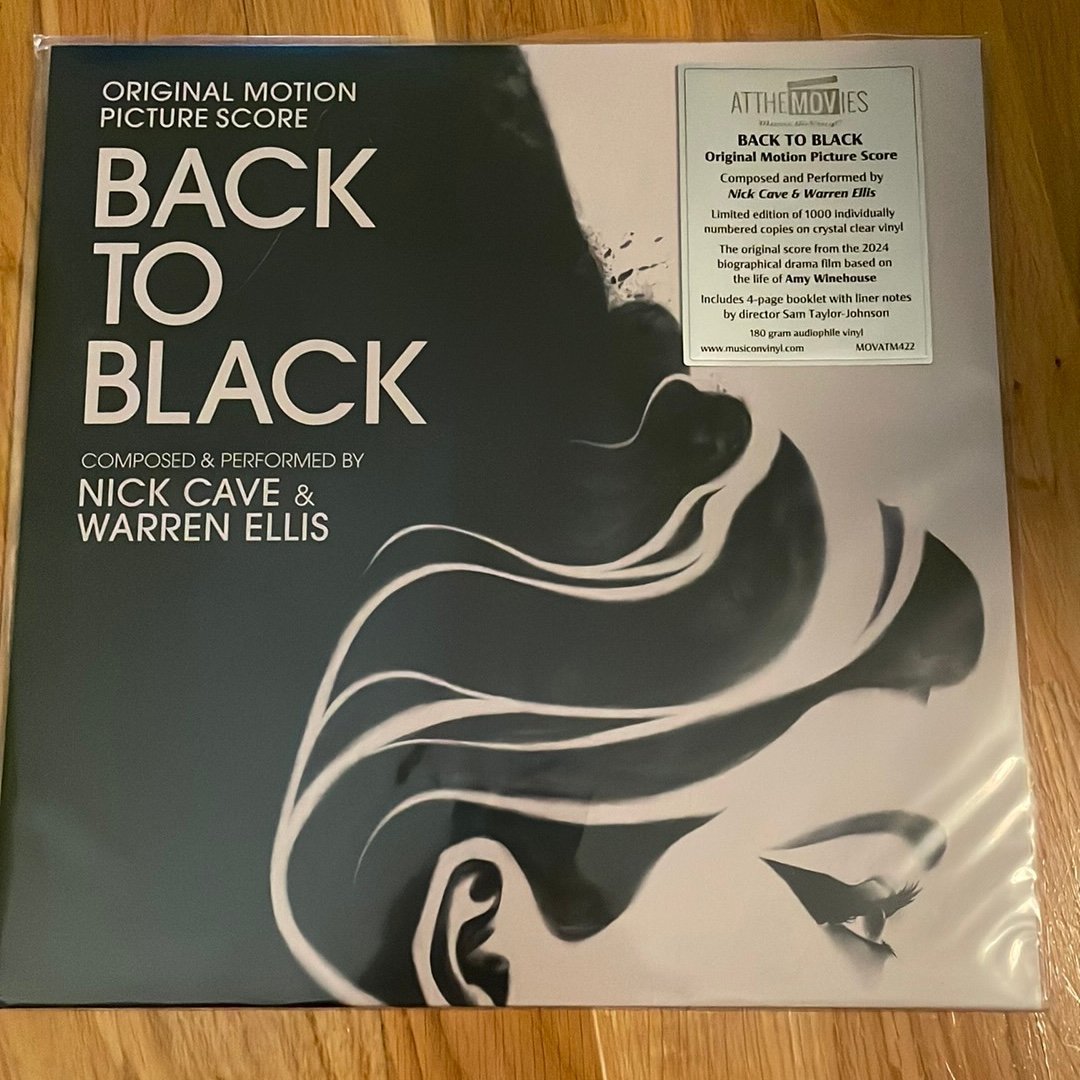 ORIGINAL MOTION
PICTURE SCORE
BACK
TO
BLACK
COMPOSED & PERFORMED BY
NICK CAVE &
WARREN ELLIS
ATTHEMOVIES
BACK TO BLACK
Original Motion Picture Score
Composed and Performed by
Nick Cave & Warren Ellis
Limited edition of 1000 individually
numbered copies on crystal clear vinyl
The original score from the 2024
biographical drama film based on
the life of Amy Winehouse
Includes 4-page booklet with liner notes
by director Sam Taylor-Johnson
180 gram audiophile vinyl
www.musiconvinyl.com MOVATM422